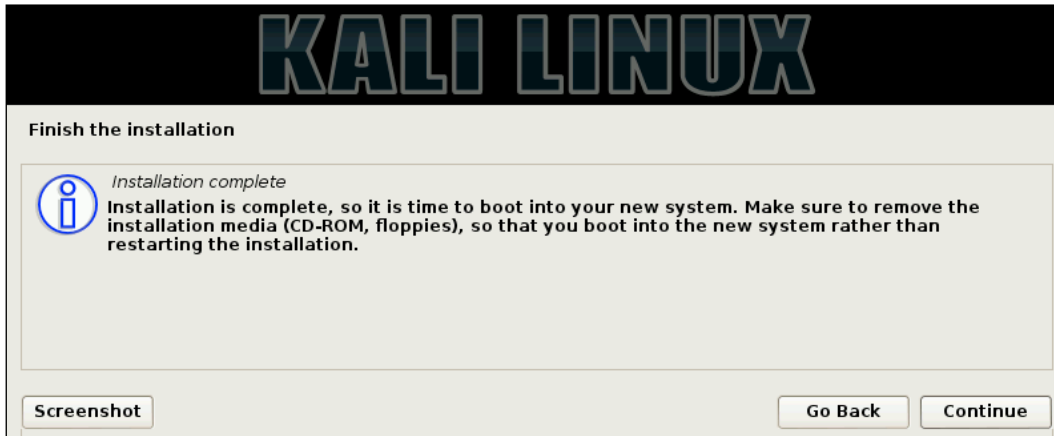 KALI LINUX
Finish the installation
Installation complete
Installation is complete, so it is time to boot into your new system. Make sure to remove the
installation media (CD-ROM, floppies), so that you boot into the new system rather than
restarting the installation.
Screenshot
Go Back
Continue